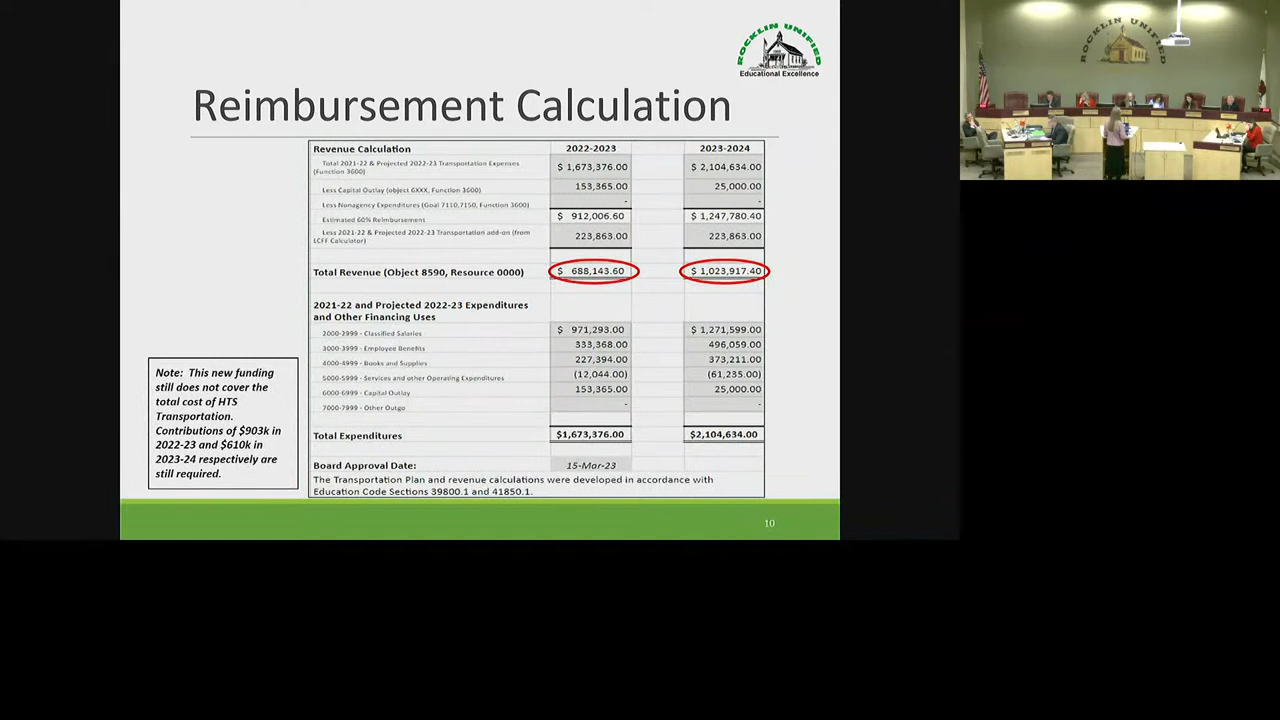 ROCKLIN UNIFIED
Educational Excellence
ROCKLIN UNIFIED
Reimbursement Calculation
Revenue Calculation 2022-2023 2023-2024
Total 2021-22 & Projected 2022-23 Transportation Expenses
(Function 3600) $ 1,673,376.00 $ 2,104,634.00
Less Capital Outlay (object 6XXX, Function 3600) 153,365.00 25,000.00
Less Nonagency Expenditures (Goal 7110,7150, Function 3600) - -
Estimated 60% Reimbursement $ 912,006.60 $ 1,247,780.40
Less 2021-22 & Projected 2022-23 Transportation add-on (from
LCFF Calculator) 223,863.00 223,863.00
Total Revenue (Object 8590, Resource 0000) $ 688,143.60 $ 1,023,917.40
2021-22 and Projected 2022-23 Expenditures
and Other Financing Uses
2000-2999 - Classified Salaries $ 971,293.00 $ 1,271,599.00
3000-3999 - Employee Benefits 333,368.00 496,059.00
4000-4999 - Books and Supplies 227,394.00 373,211.00
5000-5999 - Services and other Operating Expenditures (12,044.00) (61,235.00)
6000-6999 - Capital Outlay 153,365.00 25,000.00
7000-7999 - Other Outgo - -
Total Expenditures $1,673,376.00 $2,104,634.00
Board Approval Date: 15-Mar-23
The Transportation Plan and revenue calculations were developed in accordance with
Education Code Sections 39800.1 and 41850.1.
Note: This new funding
still does not cover the
total cost of HTS
Transportation.
Contributions of $903k in
2022-23 and $610k in
2023-24 respectively are
still required.
10